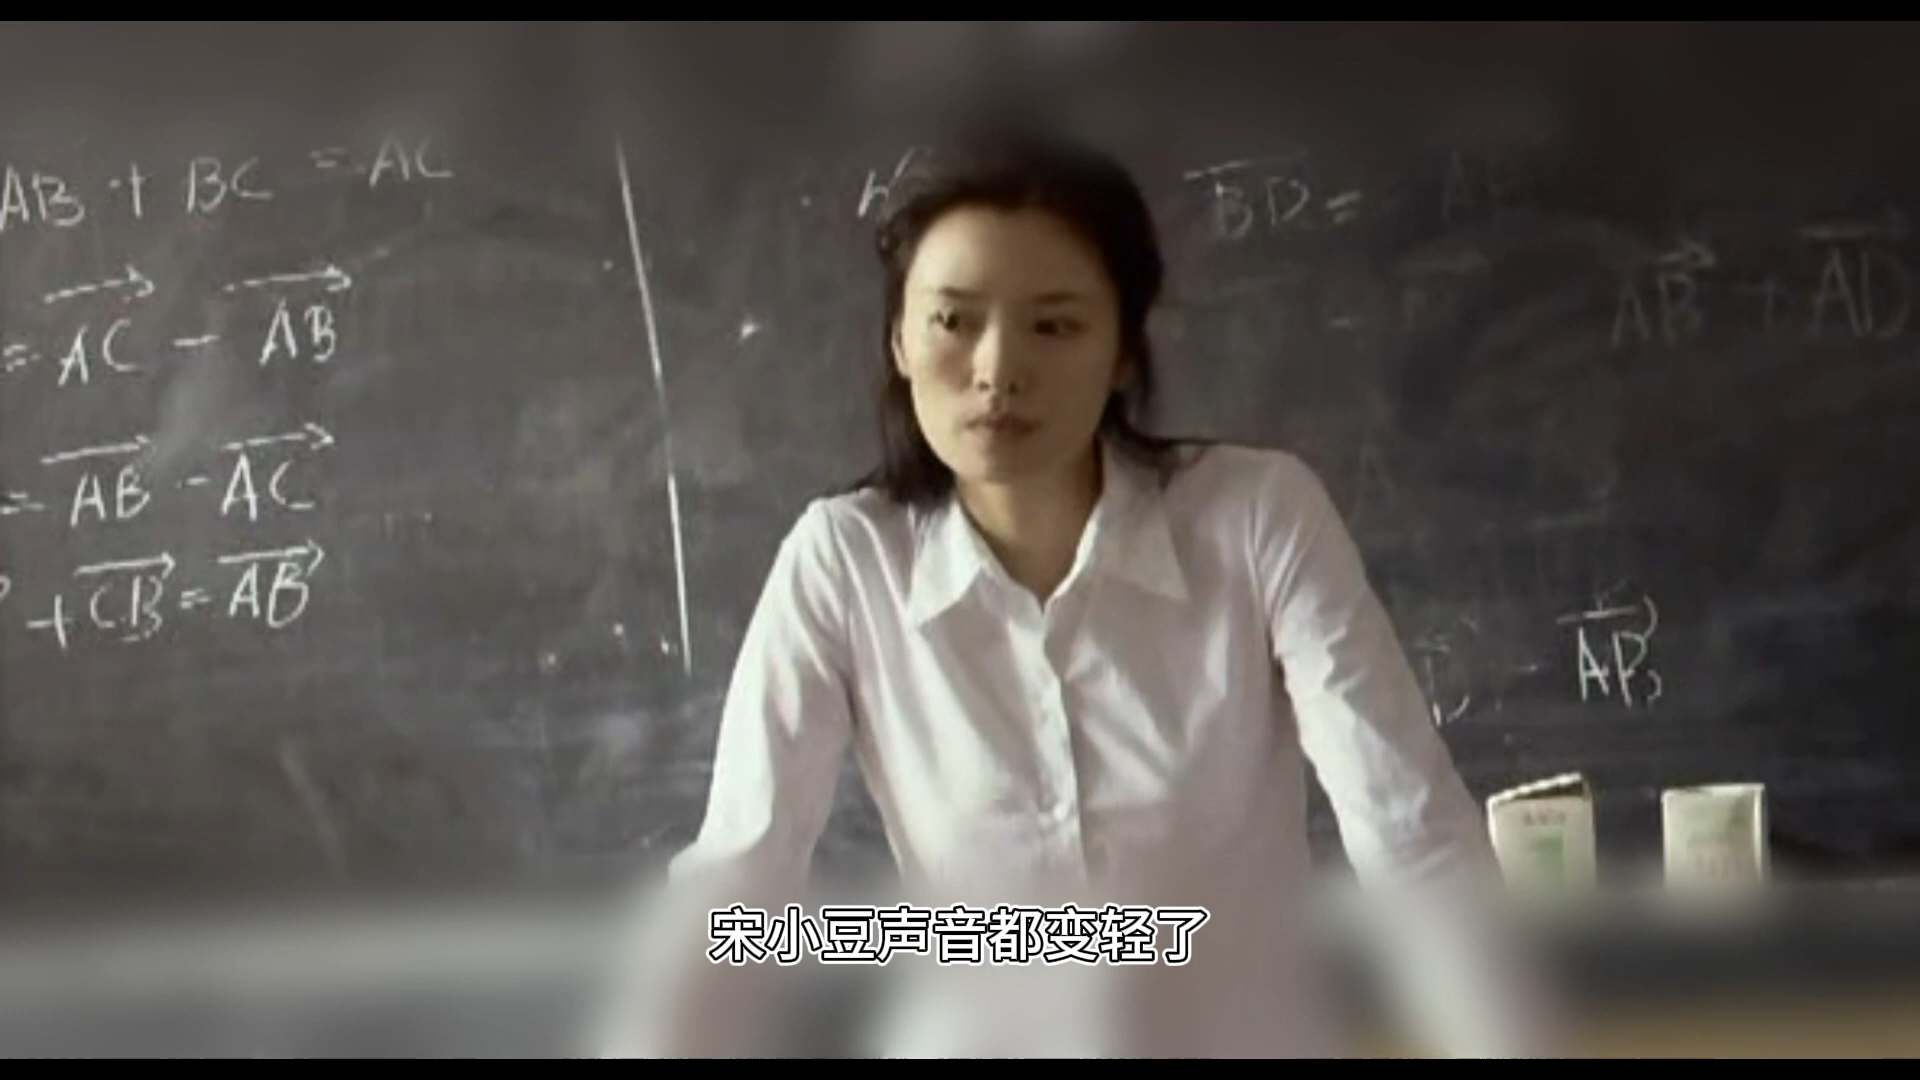 AB + BC = AC
= AC - AB
= AB - AC
+ CB = AB
BD =
AB + AD
AP
宋小豆声音都变轻了